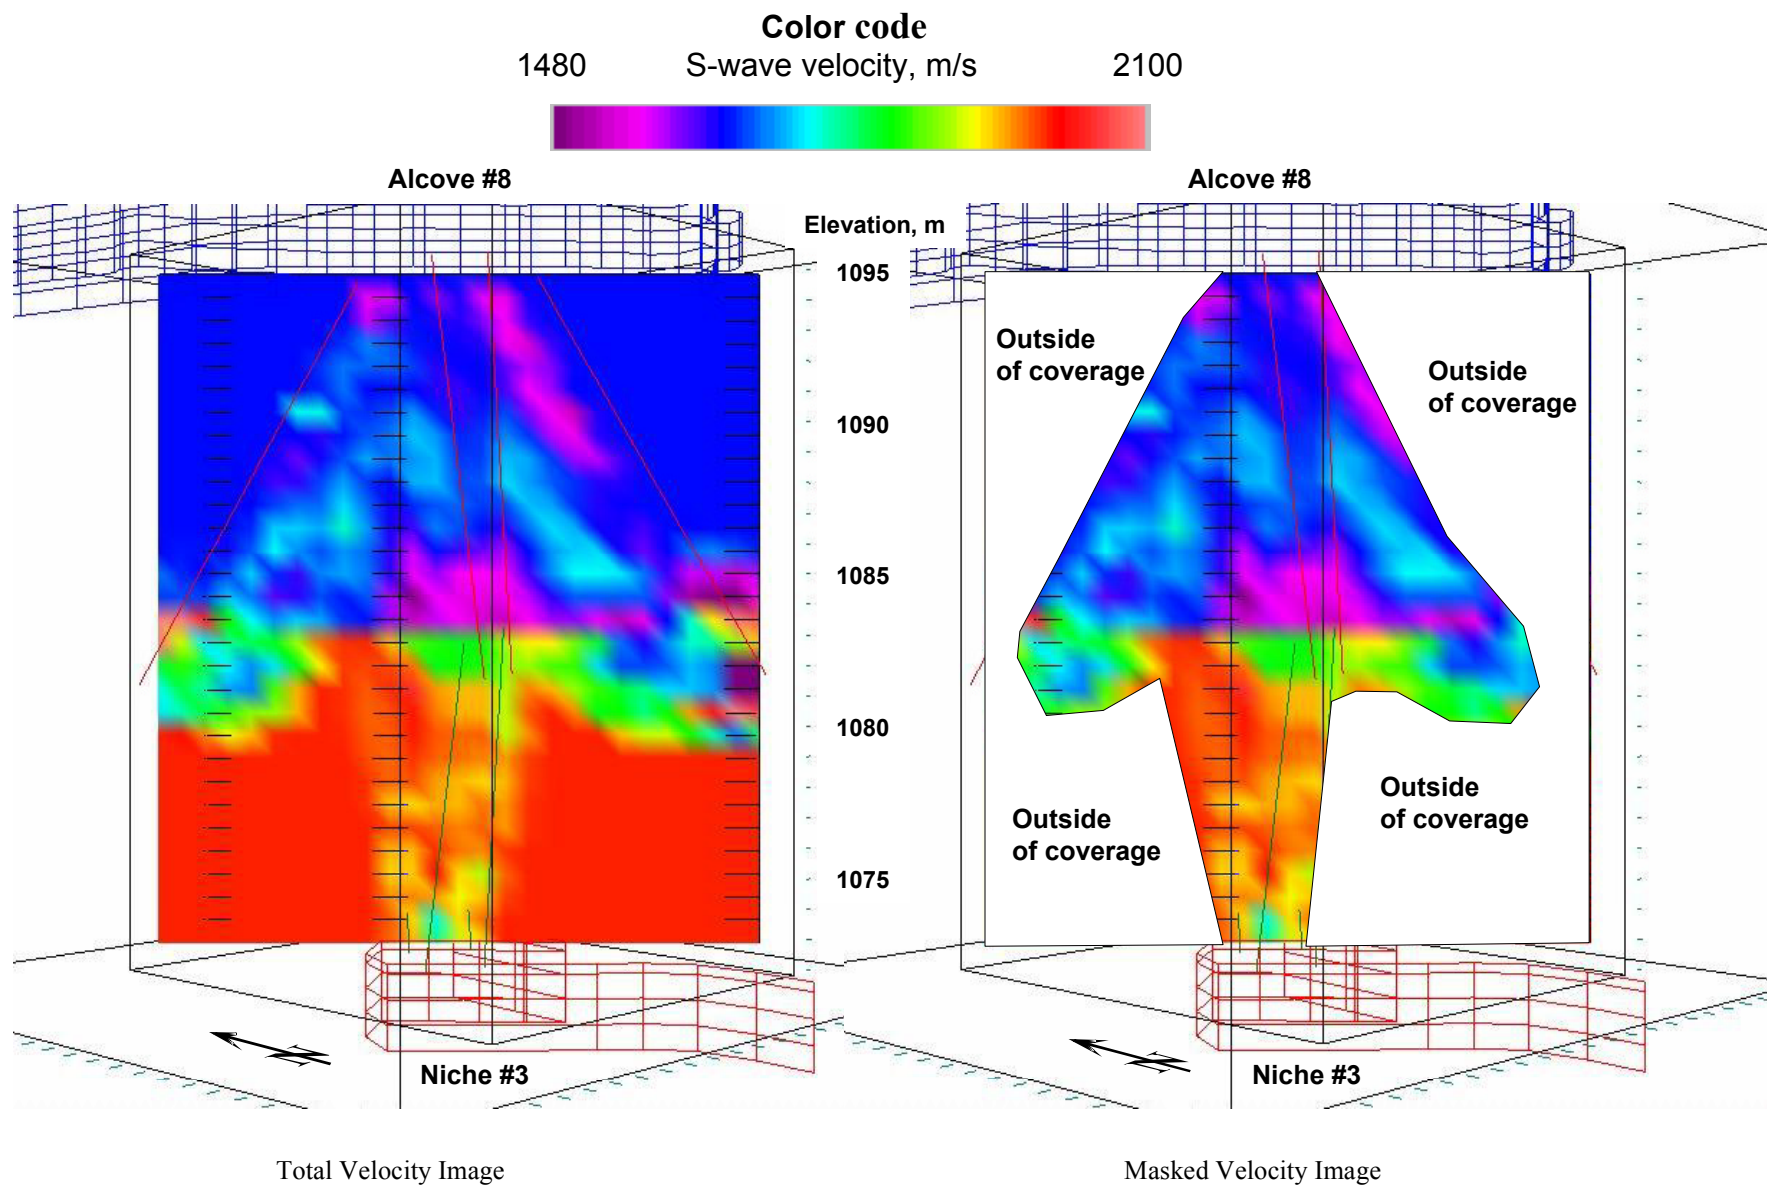 Color code
1480 S-wave velocity, m/s 2100
Alcove #8
Alcove #8
Elevation, m
1095
1090
1085
1080
1075
Outside
of coverage
Outside
of coverage
Outside
of coverage
Outside
of coverage
N
N
Niche #3
Niche #3
Total Velocity Image
Masked Velocity Image